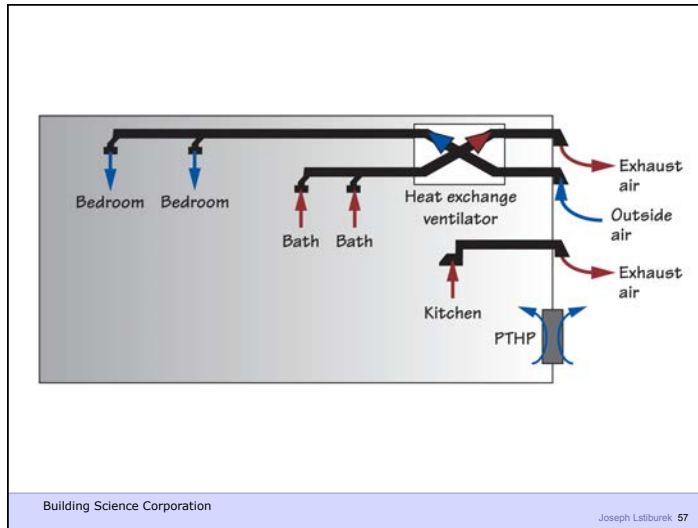 Bedroom Bedroom
Bath Bath
Heat exchange
ventilator
Exhaust
air
Outside
air
Kitchen
Exhaust
air
PTHP
Building Science Corporation
Joseph Lstiburek 57